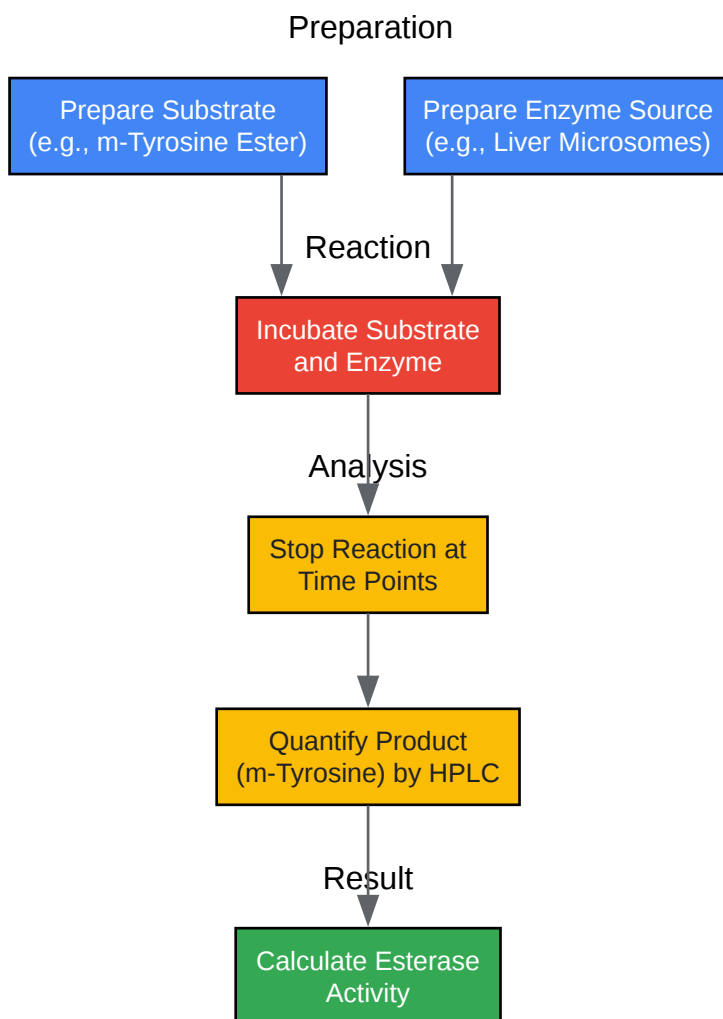 Preparation
Prepare Substrate
(e.g., m-Tyrosine Ester)
Prepare Enzyme Source
(e.g., Liver Microsomes)
Reaction
Incubate Substrate
and Enzyme
Analysis
Stop Reaction at
Time Points
Quantify Product
(m-Tyrosine) by HPLC
Result
Calculate Esterase
Activity